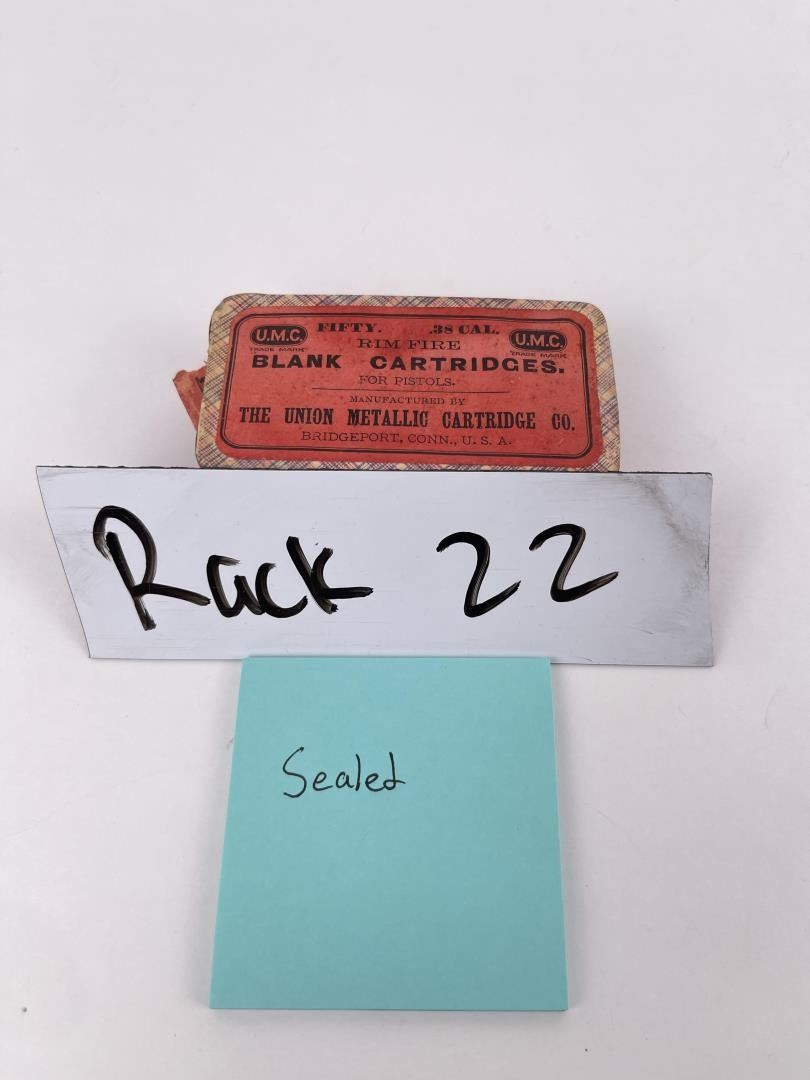 FIFTY. .38 CAL.
U.M.C. U.M.C.
TRADE MARK TRADE MARK
RIM FIRE
BLANK CARTRIDGES.
FOR PISTOLS.
MANUFACTURED BY
THE UNION METALLIC CARTRIDGE CO.
BRIDGEPORT, CONN., U.S.A.
Rack 22
Sealed